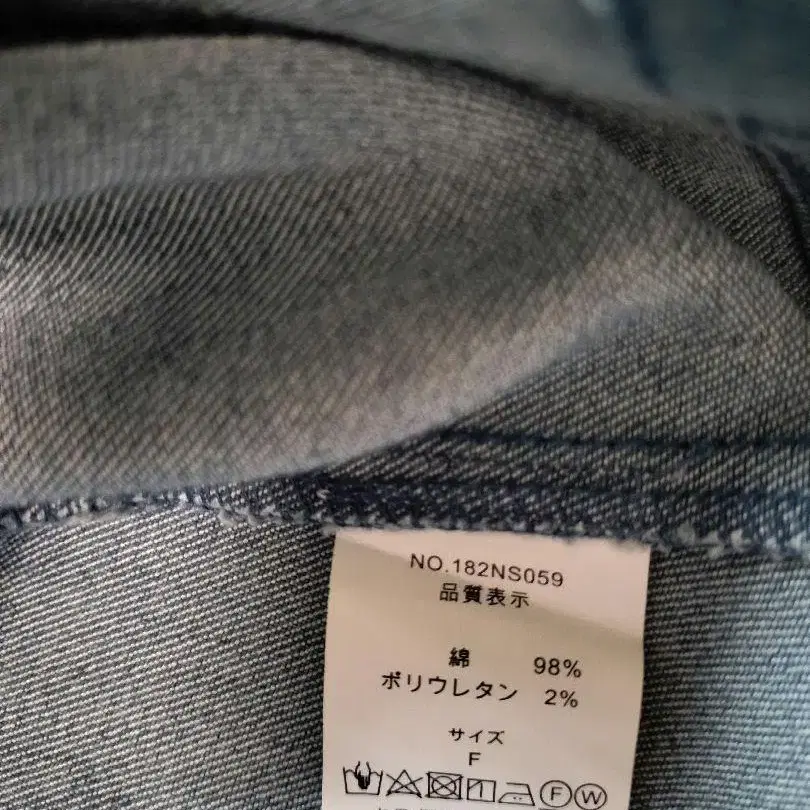 NO.182NS059
品質表示
綿 98%
ポリウレタン 2%
サイズ
F
F W